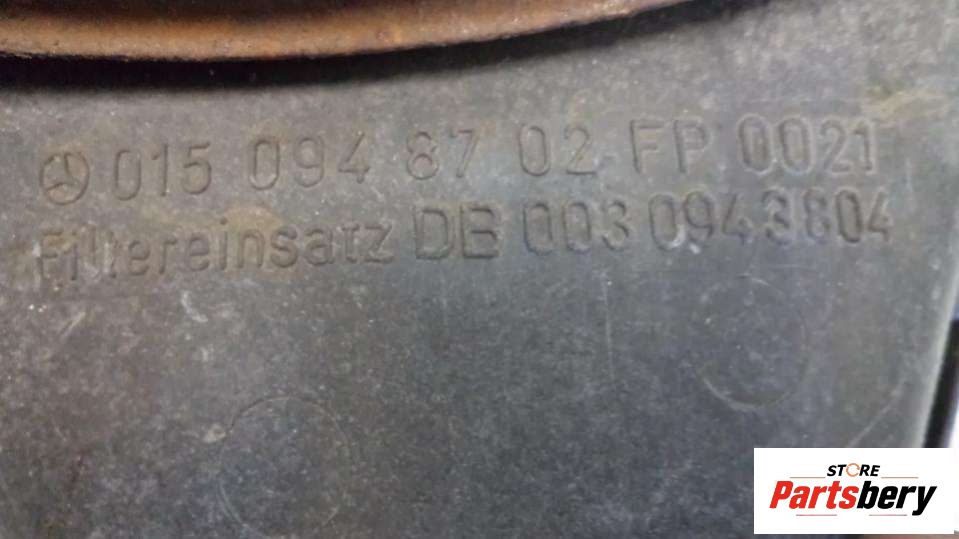 015 094 87 02 FP 0021
Filtereinsatz DB 003 094 3804
STORE
Partsbery